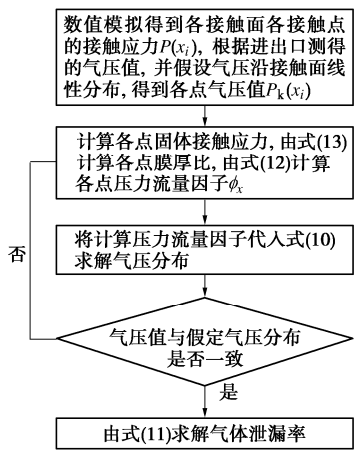 数值模拟得到各接触面各接触点
的接触应力P(xᵢ), 根据进出口测得
的气压值, 并假设气压沿接触面线
性分布, 得到各点气压值Pₖ(xᵢ)
计算各点固体接触应力, 由式(13)
计算各点膜厚比, 由式(12)计算
各点压力流量因子ϕₓ
否
将计算压力流量因子代入式(10)
求解气压分布
气压值与假定气压分布
是否一致
是
由式(11)求解气体泄漏率